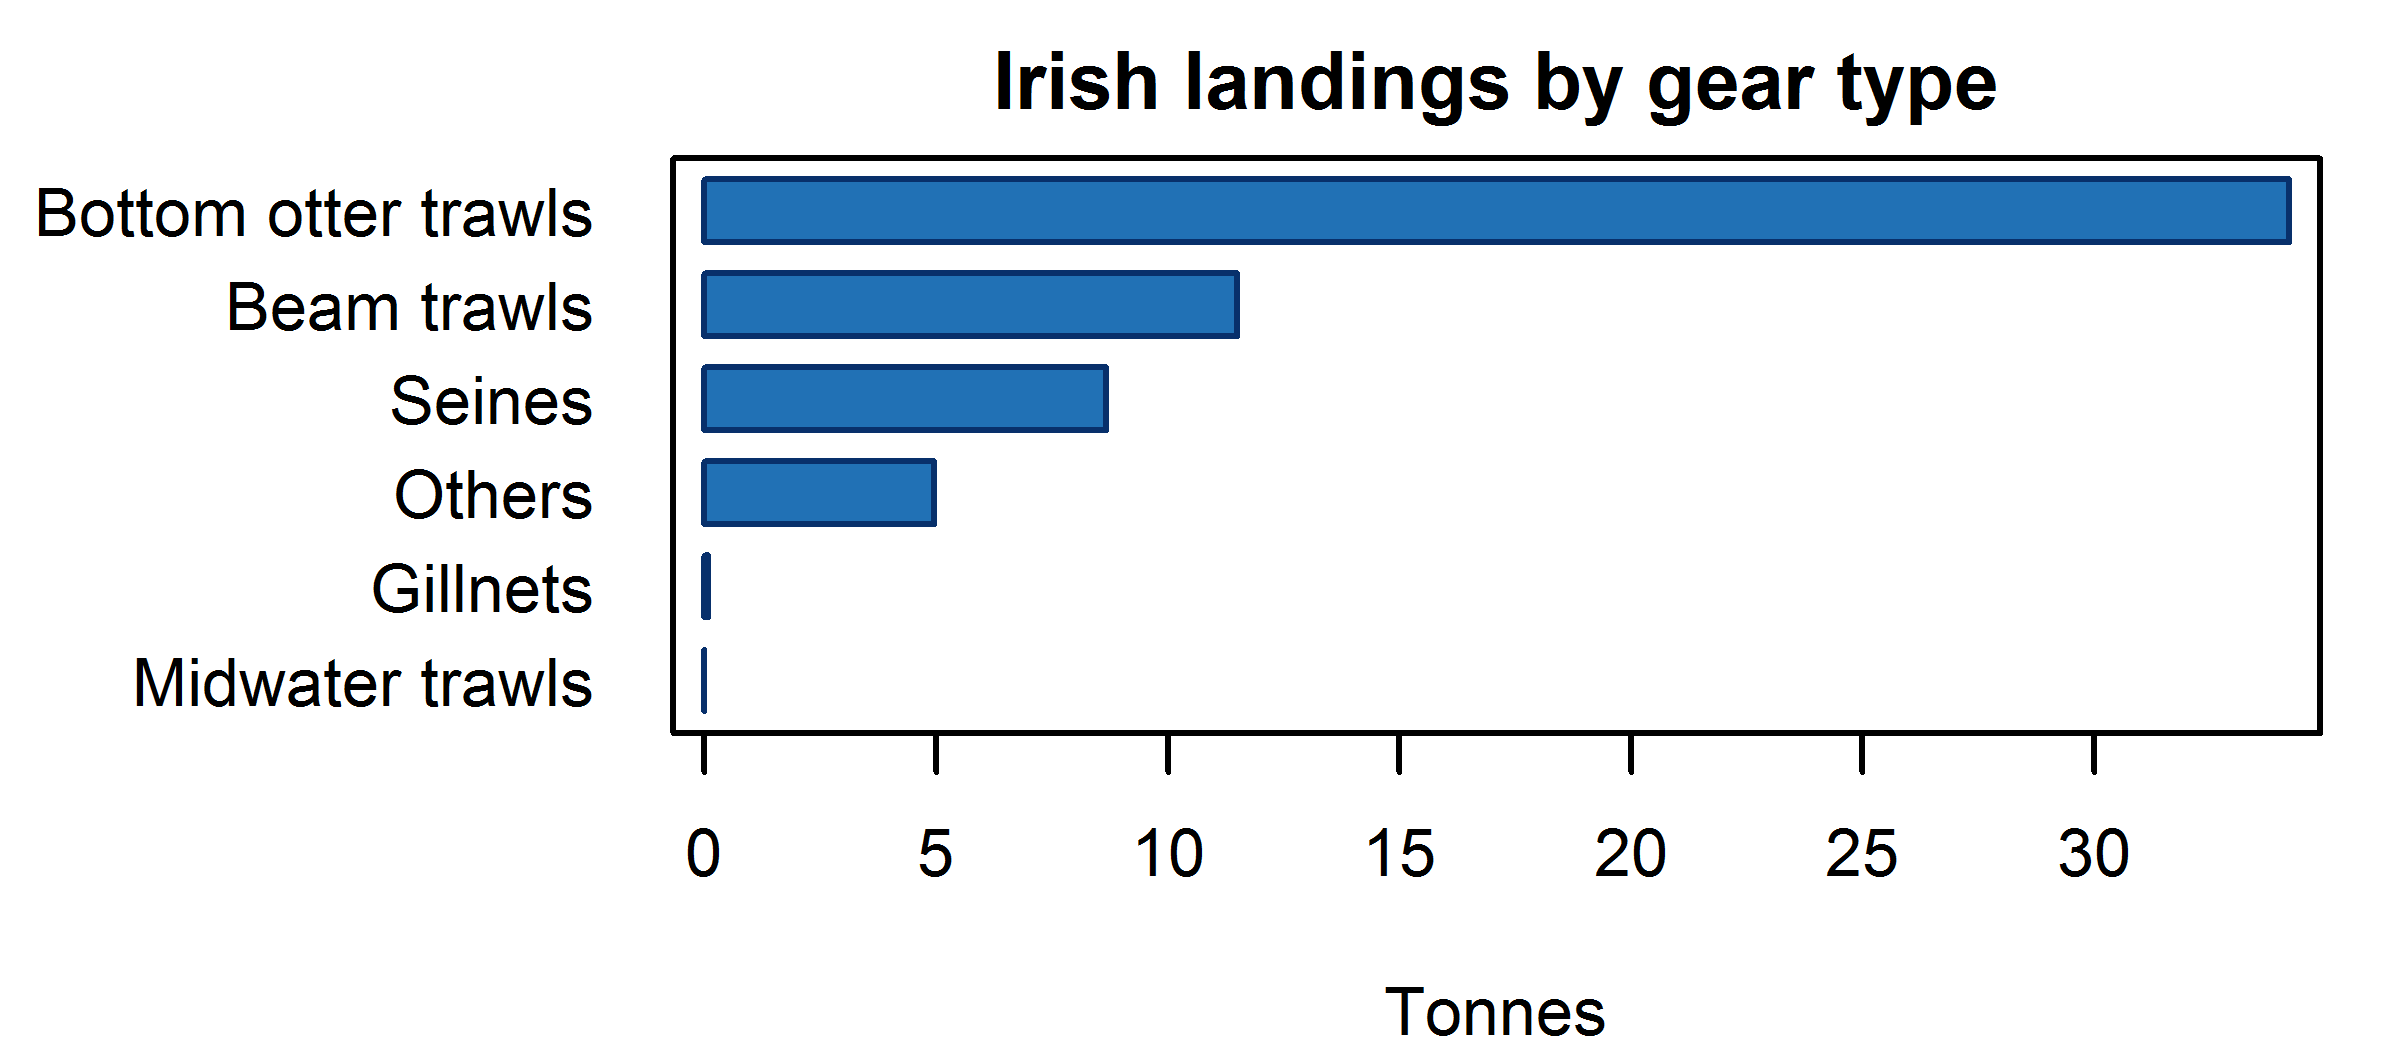 Irish landings by gear type
Bottom otter trawls
Beam trawls
Seines
Others
Gillnets
Midwater trawls
0 5 10 15 20 25 30
Tonnes